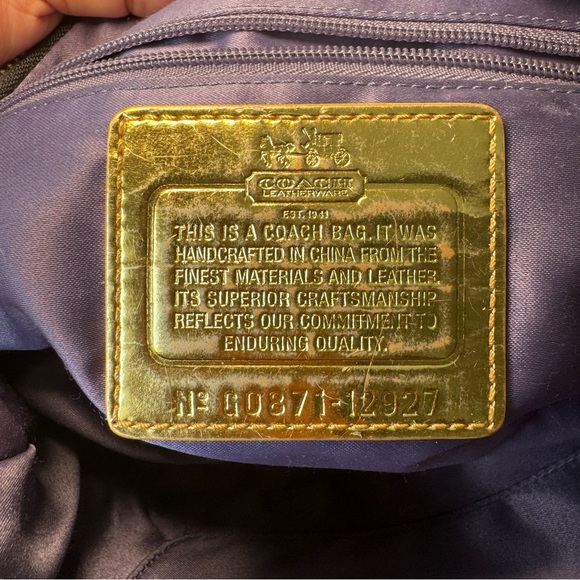 COACH
LEATHERWARE
EST. 1941
THIS IS A COACH BAG. IT WAS
HANDCRAFTED IN CHINA FROM THE
FINEST MATERIALS AND LEATHER.
ITS SUPERIOR CRAFTSMANSHIP
REFLECTS OUR COMMITMENT TO
ENDURING QUALITY.
Nº G0871-12927